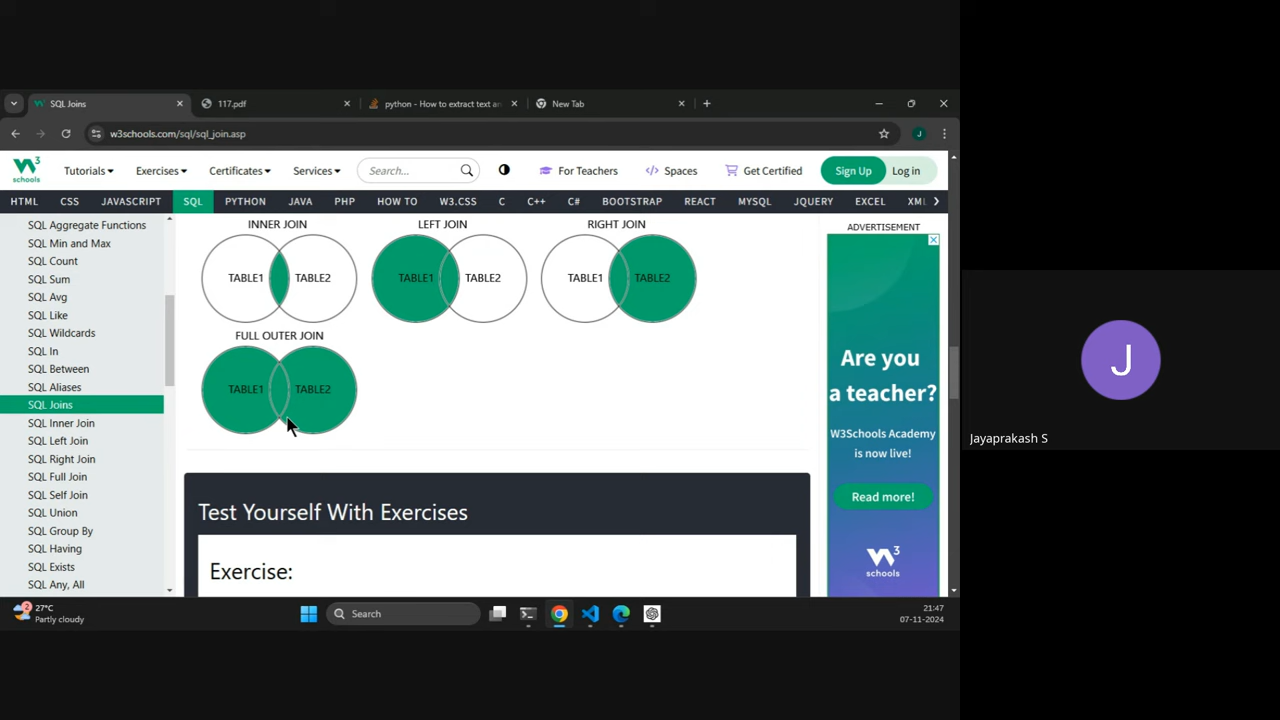 SQL Joins
117.pdf
python - How to extract text an
New Tab
w3schools.com/sql/sql_join.asp
J
W3
schools
Tutorials
Exercises
Certificates
Services
Search...
For Teachers
Spaces
Get Certified
Sign Up
Log in
HTML
CSS
JAVASCRIPT
SQL
PYTHON
JAVA
PHP
HOW TO
W3.CSS
C
C++
C#
BOOTSTRAP
REACT
MYSQL
JQUERY
EXCEL
XML
SQL Aggregate Functions
SQL Min and Max
SQL Count
SQL Sum
SQL Avg
SQL Like
SQL Wildcards
SQL In
SQL Between
SQL Aliases
SQL Joins
SQL Inner Join
SQL Left Join
SQL Right Join
SQL Full Join
SQL Self Join
SQL Union
SQL Group By
SQL Having
SQL Exists
SQL Any, All
INNER JOIN
TABLE1
TABLE2
LEFT JOIN
TABLE1
TABLE2
RIGHT JOIN
TABLE1
TABLE2
FULL OUTER JOIN
TABLE1
TABLE2
Test Yourself With Exercises
Exercise:
ADVERTISEMENT
Are you
a teacher?
W3Schools Academy
is now live!
Read more!
W3
schools
2
27°C
Partly cloudy
Search
21:47
07-11-2024
J
Jayaprakash S